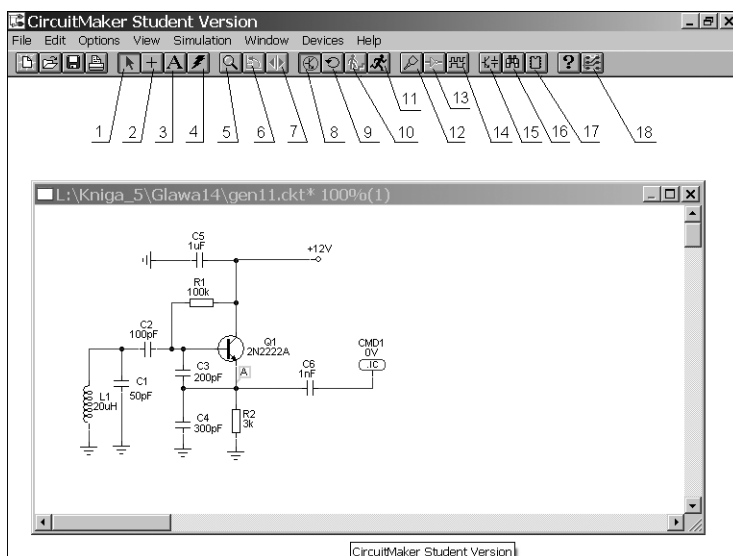 CircuitMaker Student Version
File Edit Options View Simulation Window Devices Help
A ?
1 2 3 4 5 6 7 8 9 10 11 12 13 14 15 16 17 18
L:\Kniga_5\Glawa14\gen11.ckt* 100%(1)
C5
1uF
+12V
R1
100k
C2
100pF
Q1
2N2222A
CMD1
0V
.IC
C3
200pF
A
C6
1nF
L1
20uH
C1
50pF
C4
300pF
R2
3k
CircuitMaker Student Version